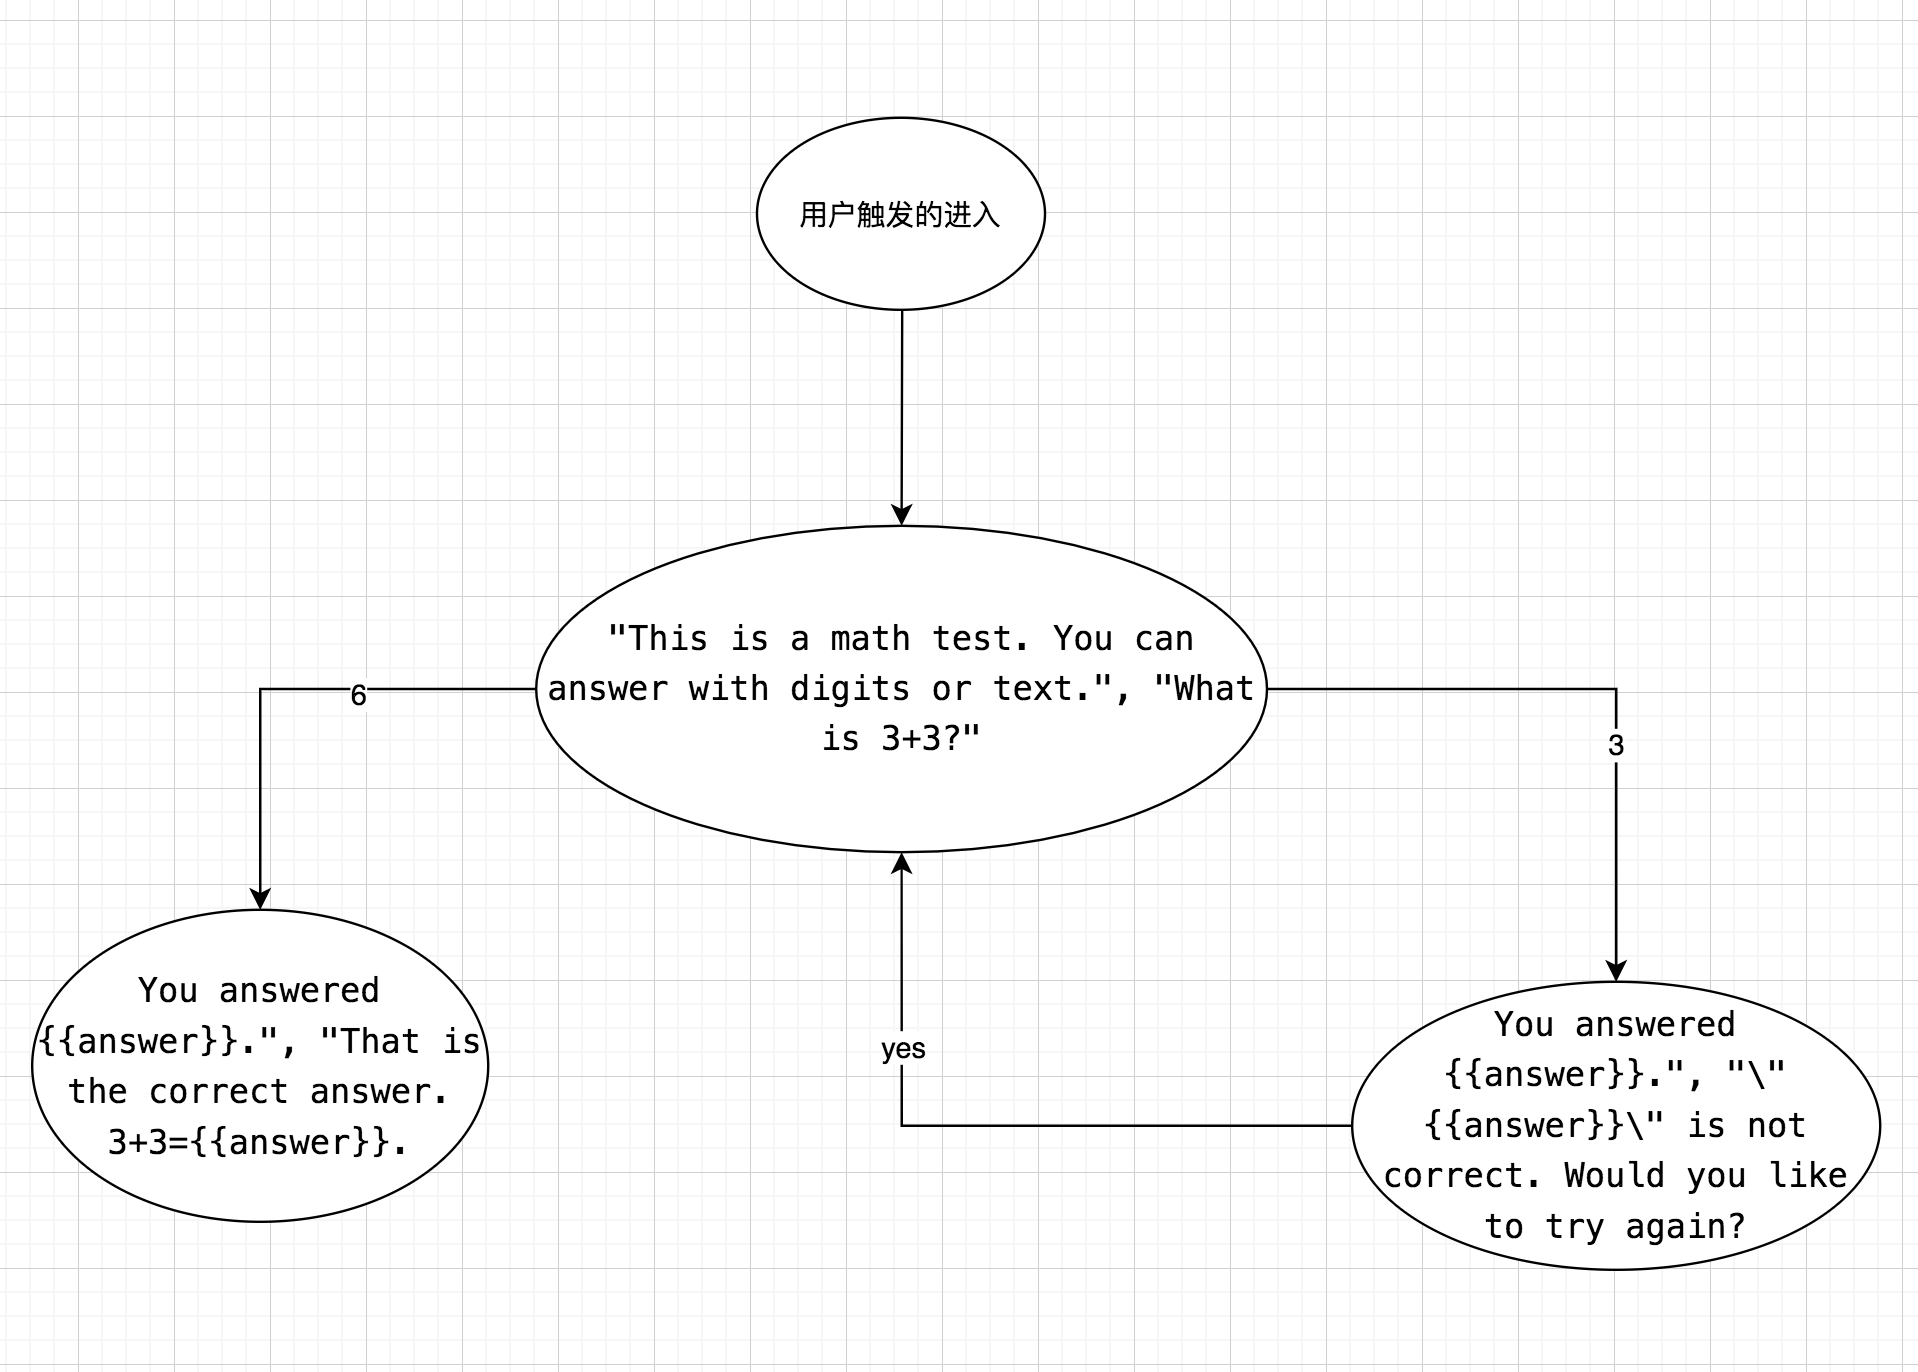 用户触发的进入
"This is a math test. You can
answer with digits or text.", "What
is 3+3?"
6
3
You answered
{{answer}}.", "That is
the correct answer.
3+3={{answer}}.
yes
You answered
{{answer}}.", "\"
{{answer}}\" is not
correct. Would you like
to try again?